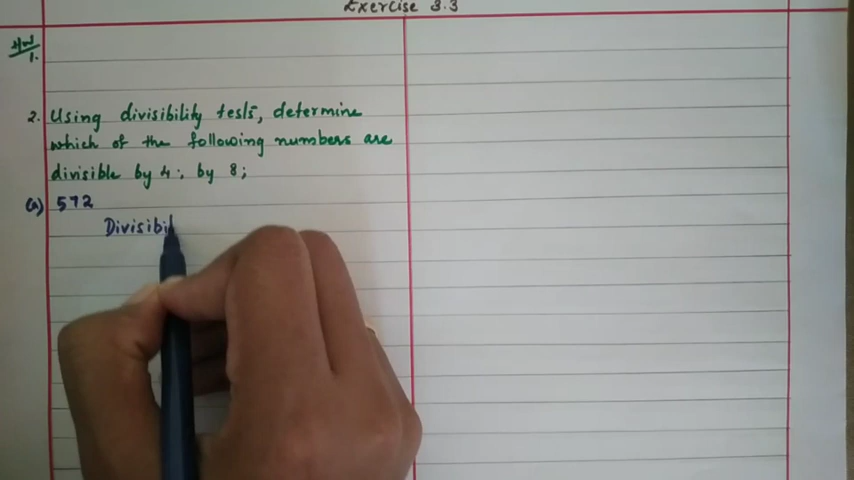 Exercise 3.3
H/W
1.
2. Using divisibility tests, determine
which of the following numbers are
divisible by 4; by 8;
(a) 572
Divisibi